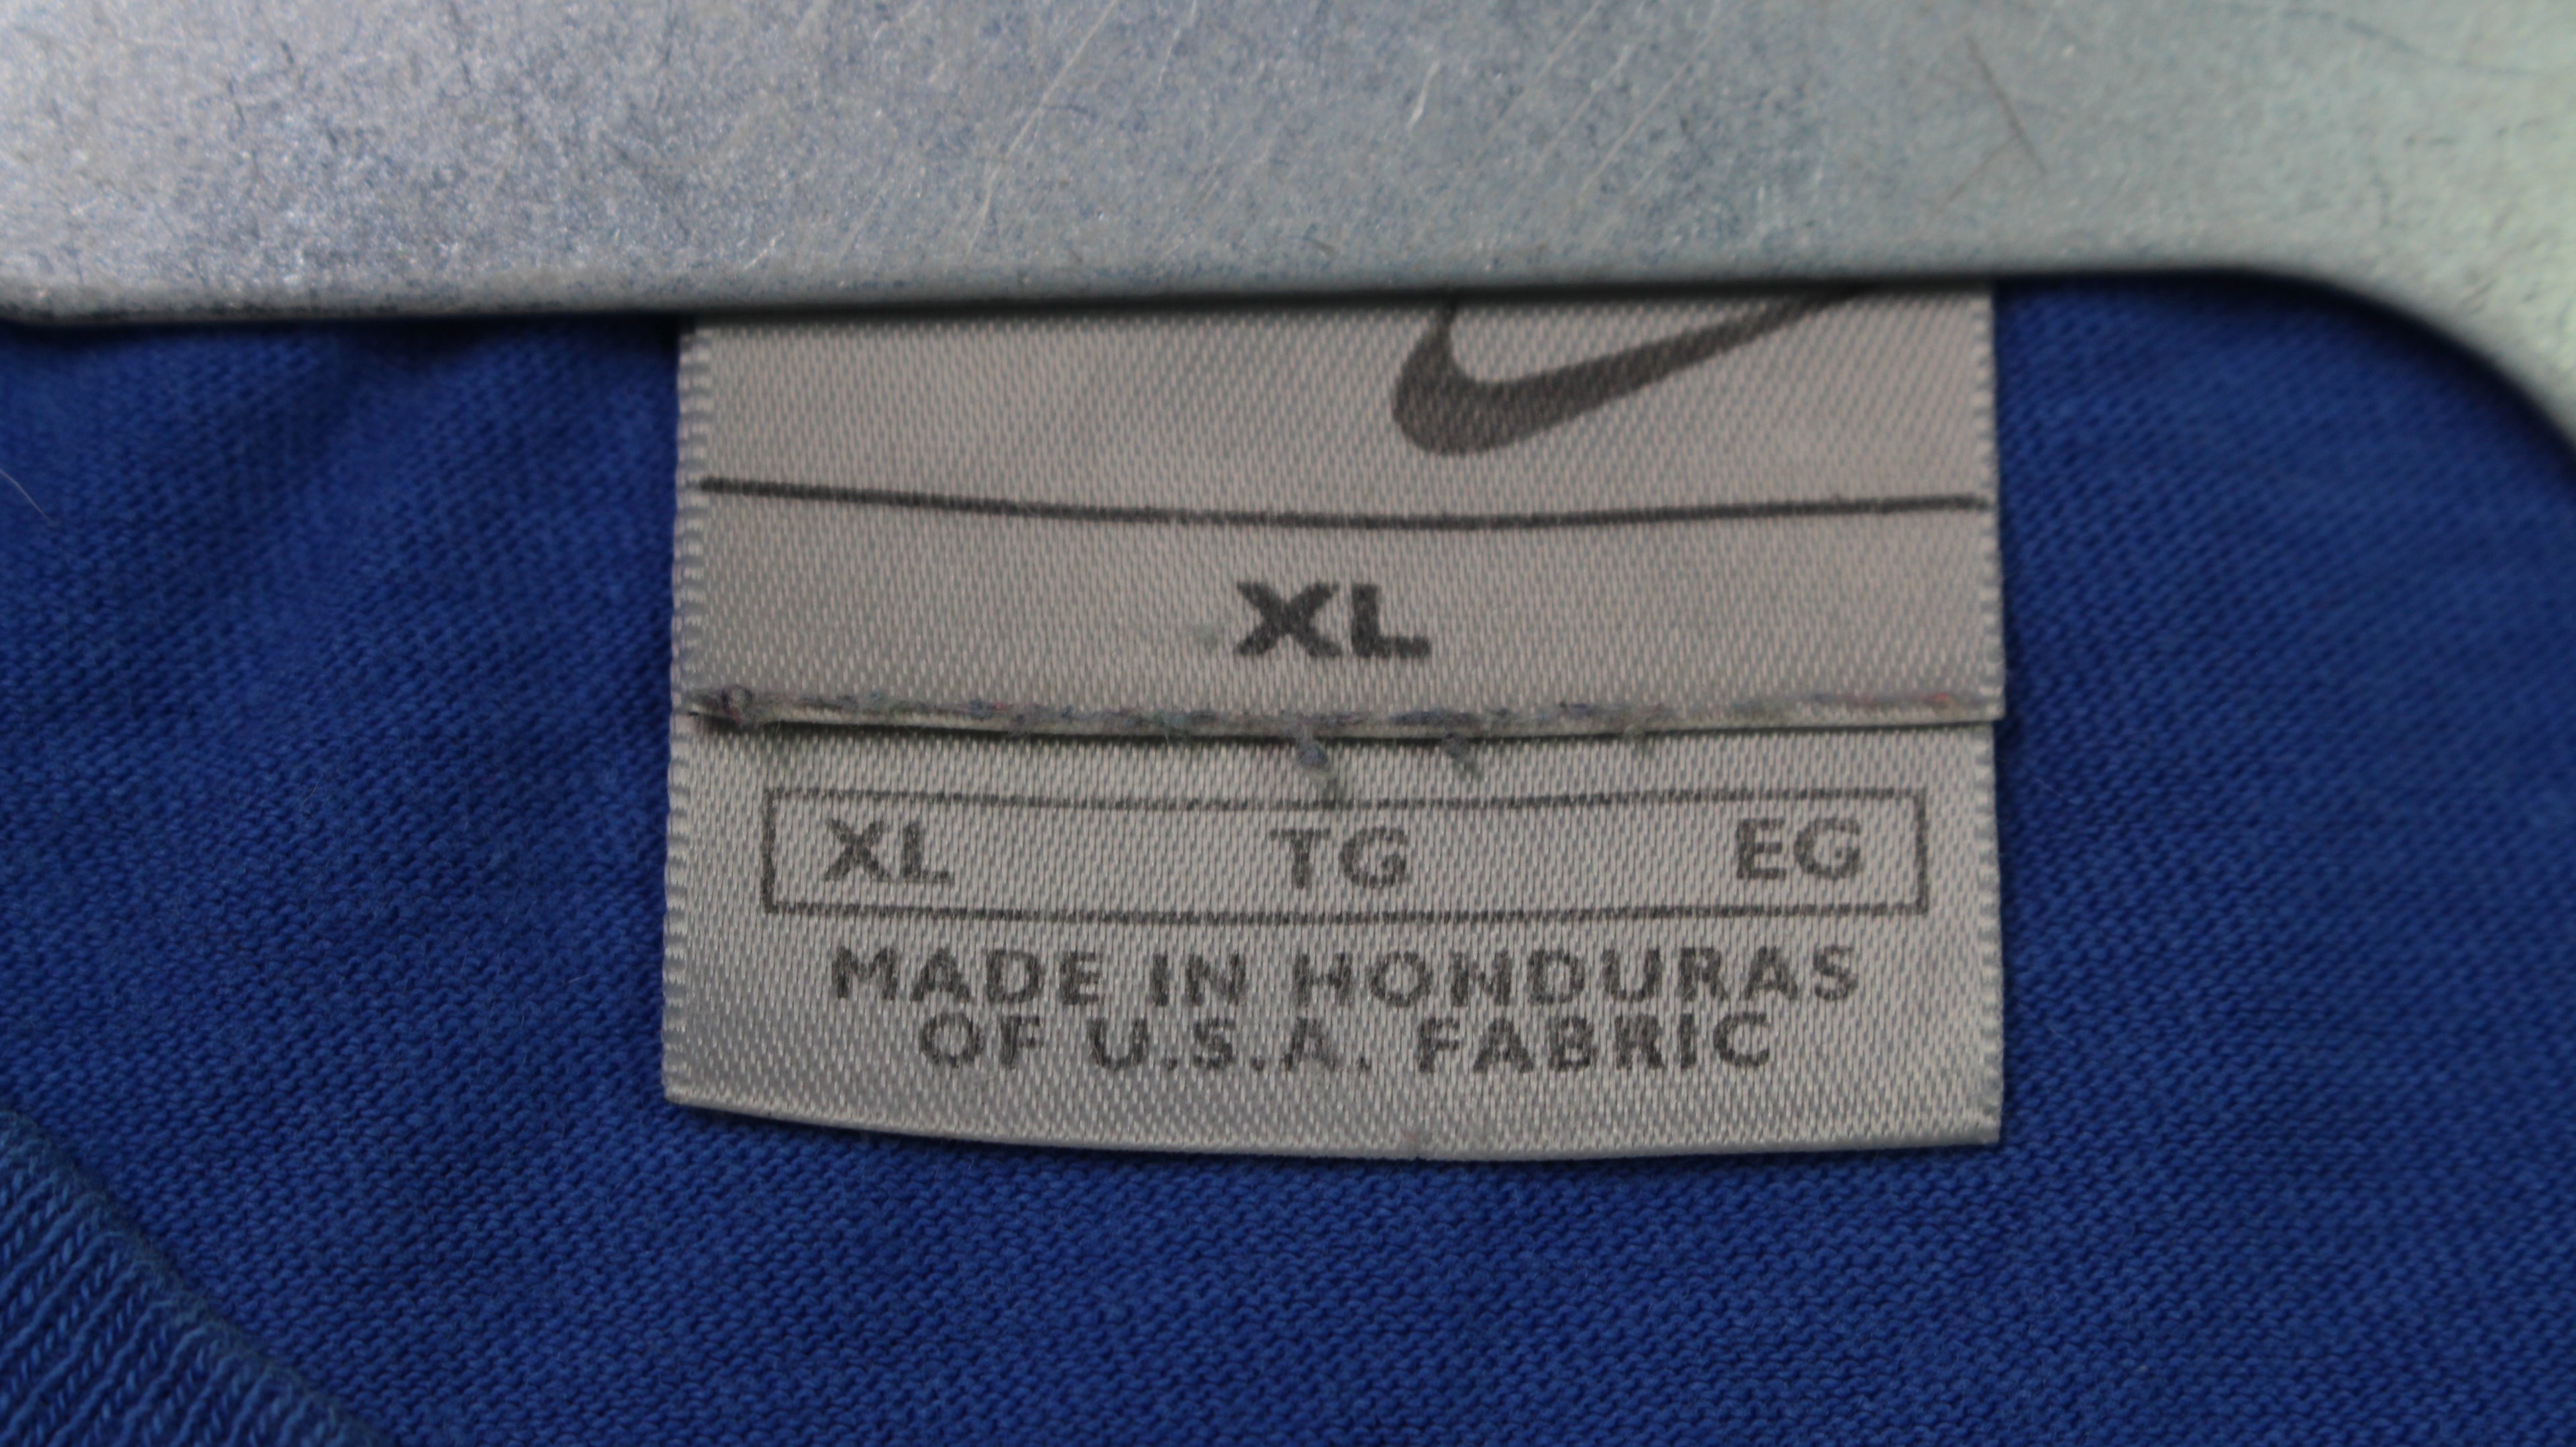 XL
XL TG EG
MADE IN HONDURAS
OF U.S.A. FABRIC